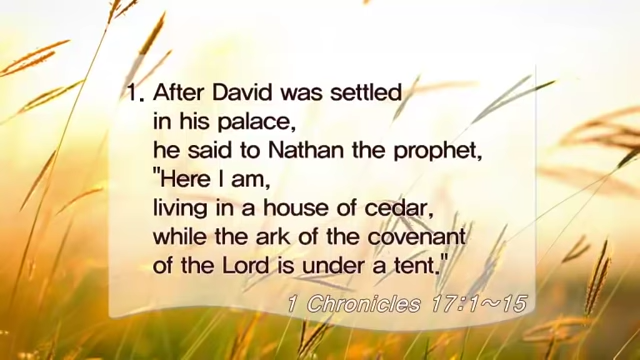 1. After David was settled
in his palace,
he said to Nathan the prophet,
"Here I am,
living in a house of cedar,
while the ark of the covenant
of the Lord is under a tent."
1 Chronicles 17:1~15